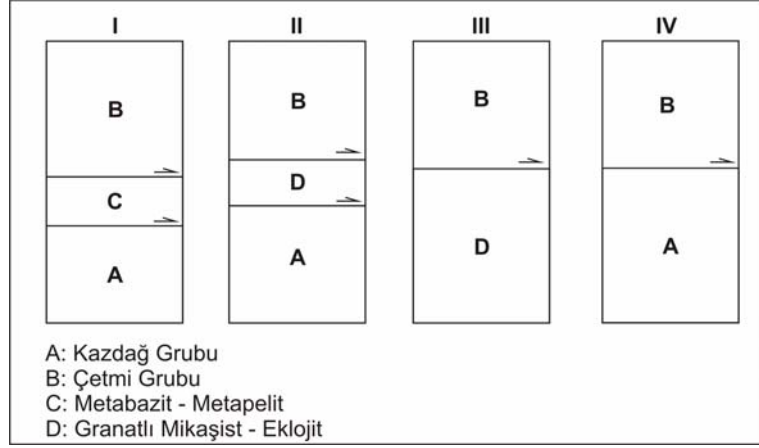 I II III IV
B B B B
C D D A
A A
A: Kazdağ Grubu
B: Çetmi Grubu
C: Metabazit - Metapelit
D: Granatlı Mikaşist - Eklojit